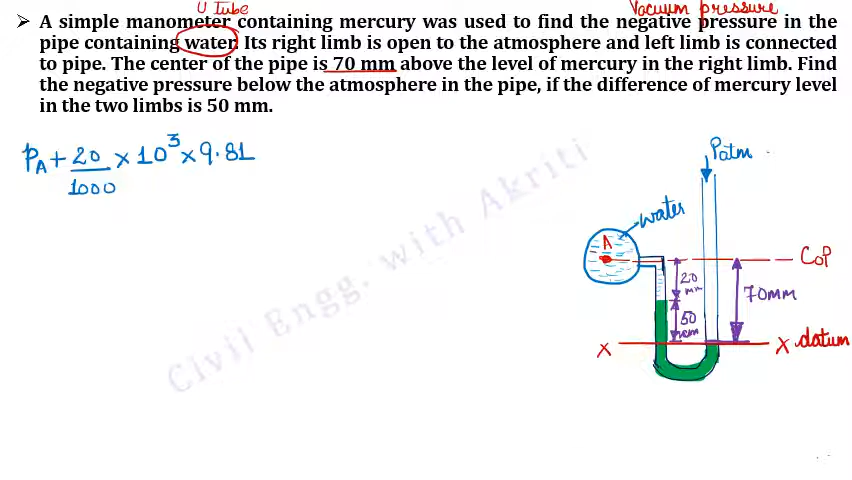 U Tube
Vacuum pressure
➢ A simple manometer containing mercury was used to find the negative pressure in the
pipe containing water. Its right limb is open to the atmosphere and left limb is connected
to pipe. The center of the pipe is 70 mm above the level of mercury in the right limb. Find
the negative pressure below the atmosphere in the pipe, if the difference of mercury level
in the two limbs is 50 mm.
PA + 20/1000 × 10³ × 9.81
Patm
water
A
COP
20 mm
70mm
50 mm
X X datum
Civil Engg. with Akriti